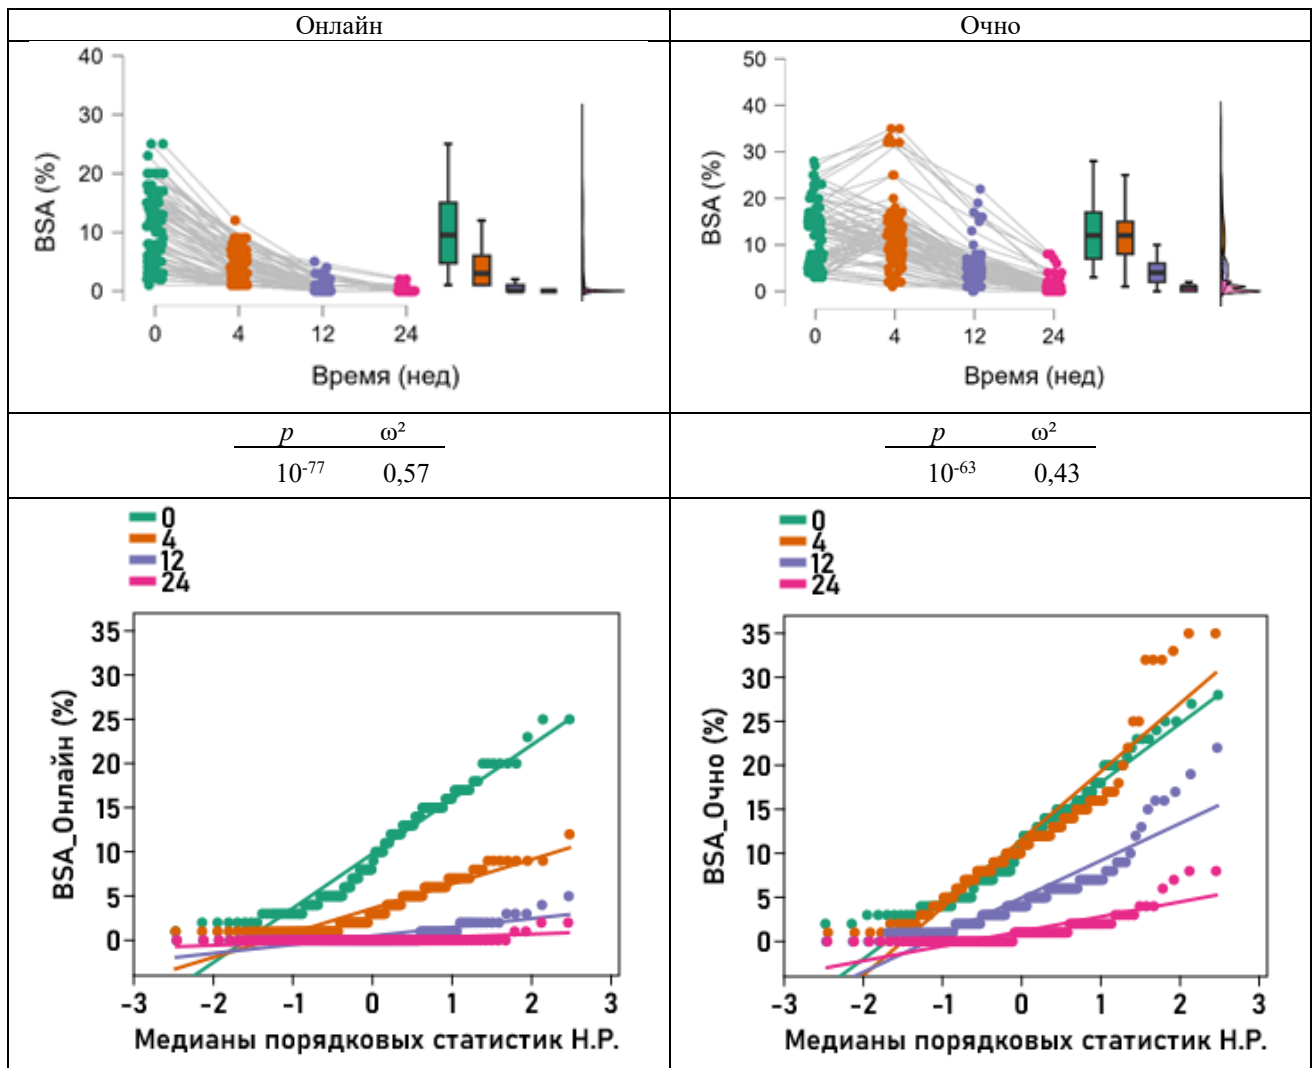 Онлайн
Очно
40
30
20
10
0
BSA (%)
0 4 12 24
Время (нед)
50
40
30
20
10
0
BSA (%)
0 4 12 24
Время (нед)
p ω²
10⁻⁷⁷ 0,57
p ω²
10⁻⁶³ 0,43
0
4
12
24
35
30
25
20
15
10
5
0
BSA_Онлайн (%)
-3 -2 -1 0 1 2 3
Медианы порядковых статистик Н.Р.
0
4
12
24
35
30
25
20
15
10
5
0
BSA_Очно (%)
-3 -2 -1 0 1 2 3
Медианы порядковых статистик Н.Р.